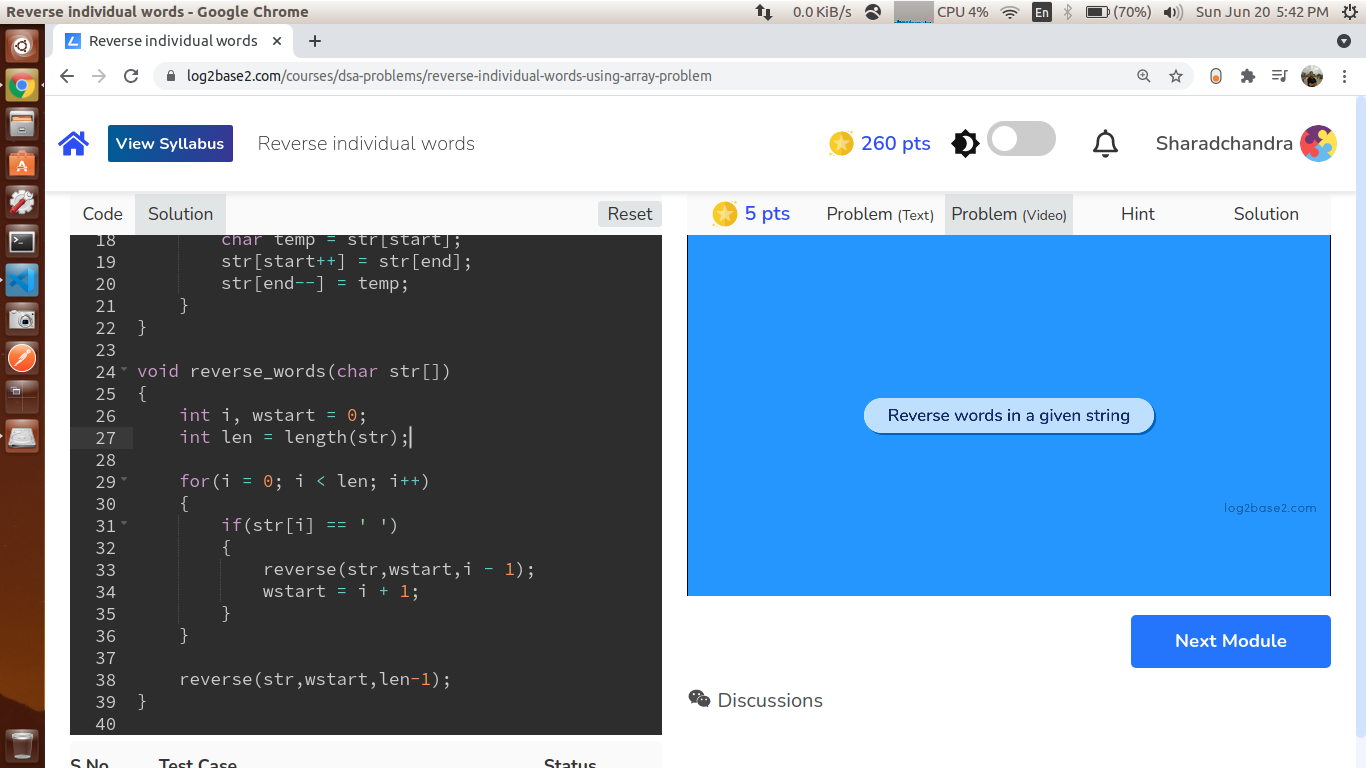 Reverse individual words - Google Chrome
0.0 KiB/s
CPU 4%
En
(70%)
Sun Jun 20 5:42 PM
Reverse individual words
log2base2.com/courses/dsa-problems/reverse-individual-words-using-array-problem
View Syllabus
Reverse individual words
260 pts
Sharadchandra
Code
Solution
Reset
5 pts
Problem (Text)
Problem (Video)
Hint
Solution
18 char temp = str[start];
19 str[start++] = str[end];
20 str[end--] = temp;
21 }
22 }
23
24 void reverse_words(char str[])
25 {
26 int i, wstart = 0;
27 int len = length(str);
28
29 for(i = 0; i < len; i++)
30 {
31 if(str[i] == ' ')
32 {
33 reverse(str,wstart,i - 1);
34 wstart = i + 1;
35 }
36 }
37
38 reverse(str,wstart,len-1);
39 }
40
Reverse words in a given string
log2base2.com
Next Module
Discussions
S.No
Test Case
Status